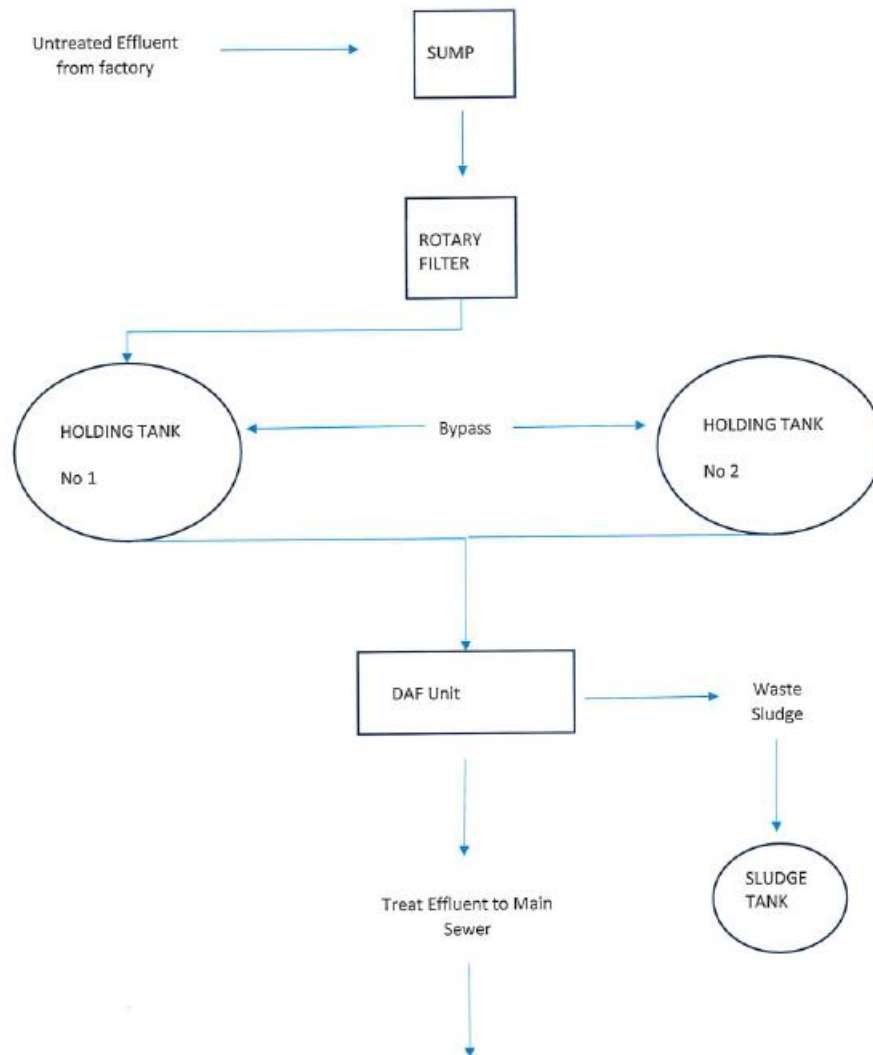 Untreated Effluent
from factory
SUMP
ROTARY
FILTER
HOLDING TANK
No 1
Bypass
HOLDING TANK
No 2
DAF Unit
Waste
Sludge
SLUDGE
TANK
Treat Effluent to Main
Sewer